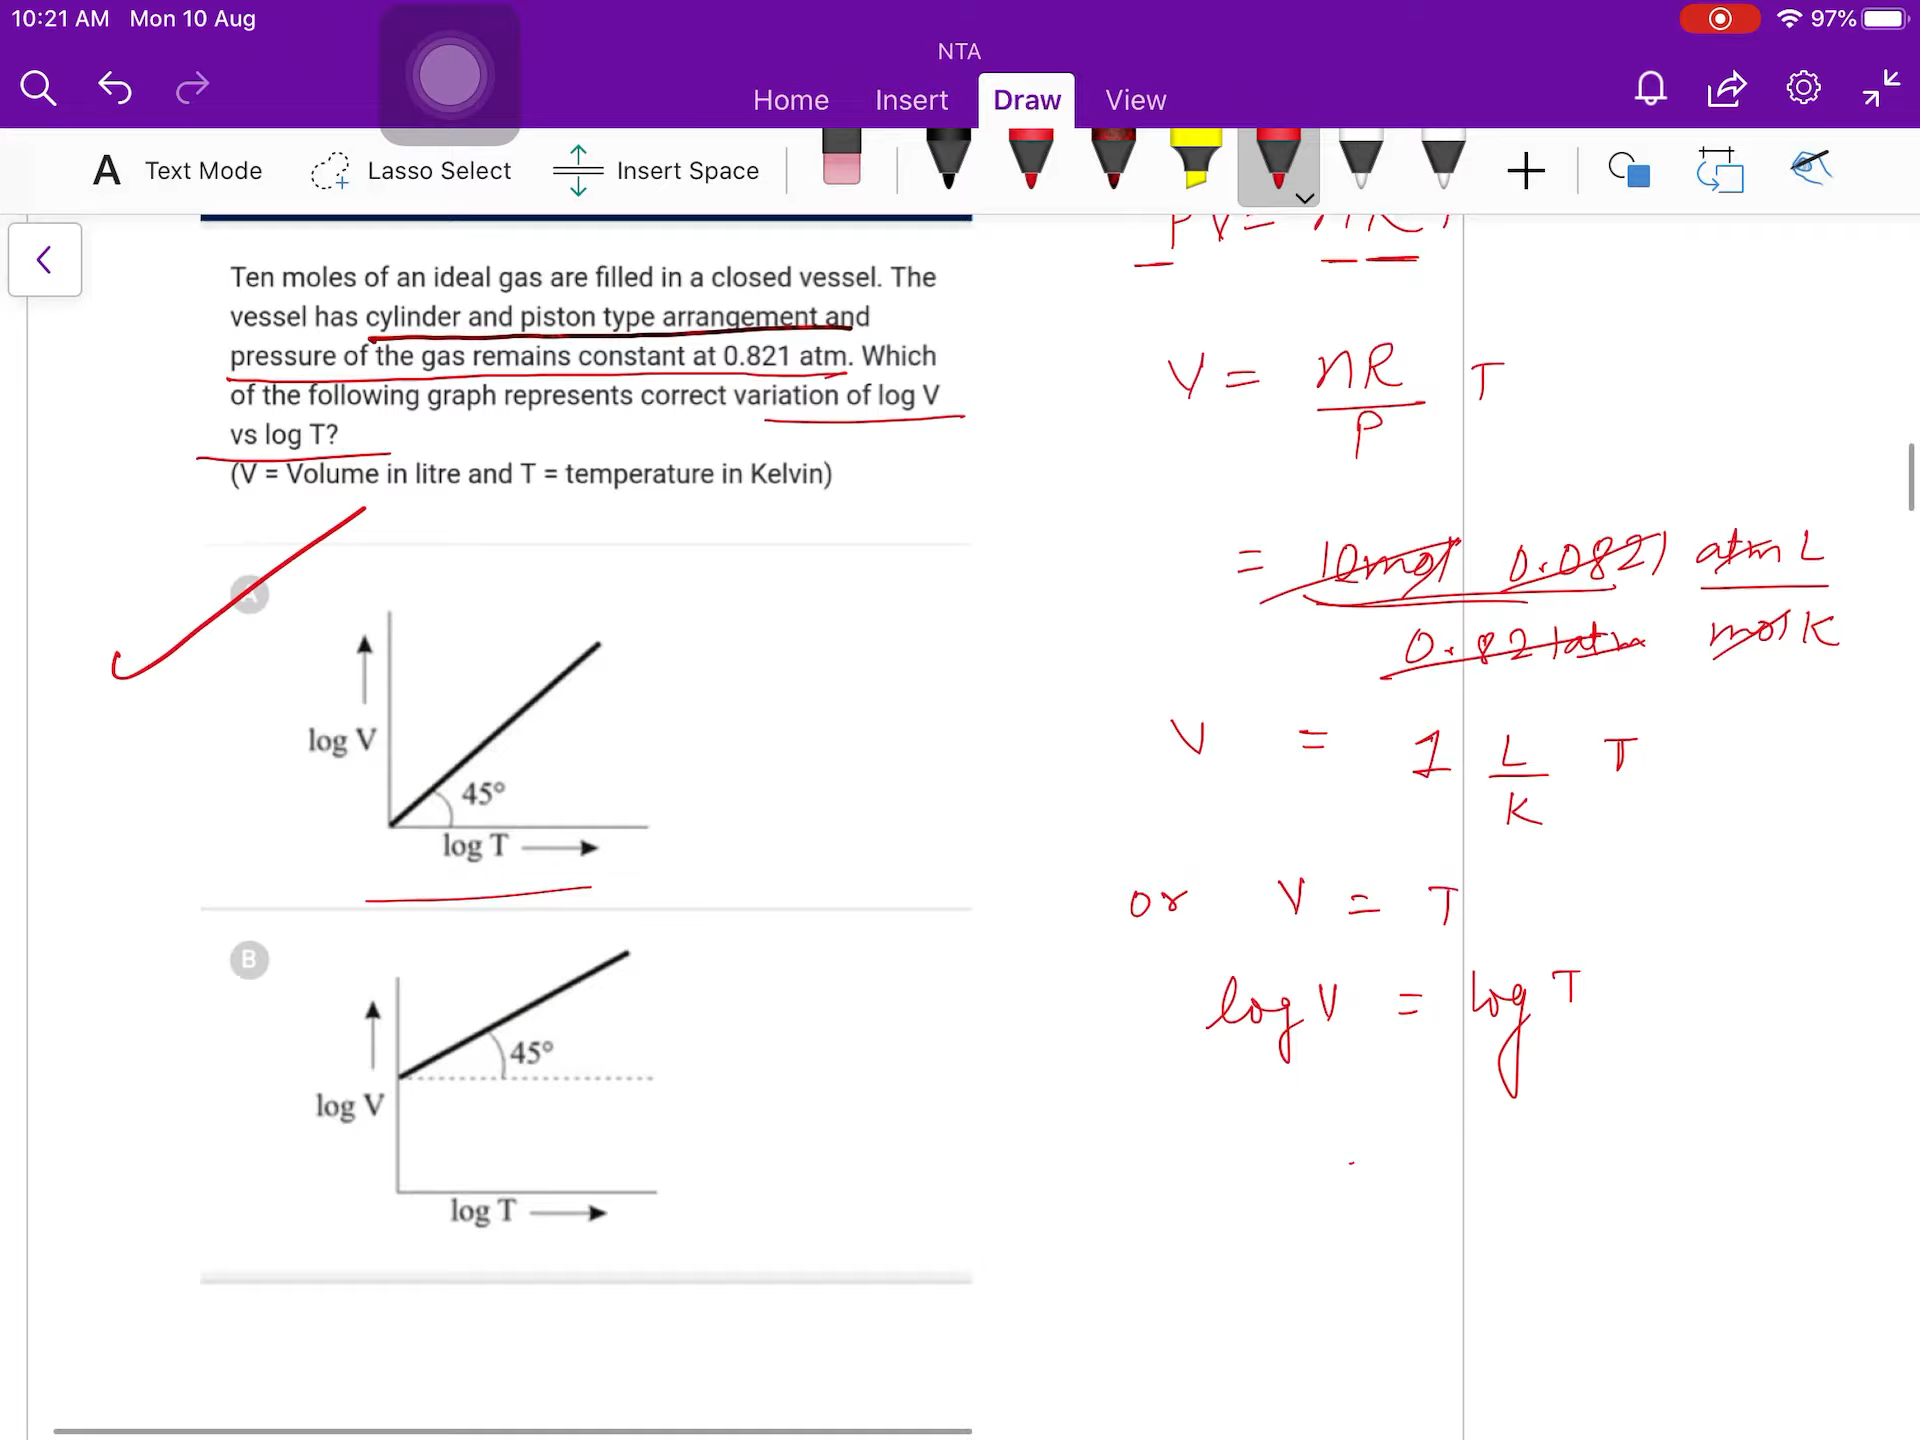 10:21 AM Mon 10 Aug
97%
NTA
Home Insert Draw View
A Text Mode Lasso Select Insert Space
Ten moles of an ideal gas are filled in a closed vessel. The
vessel has cylinder and piston type arrangement and
pressure of the gas remains constant at 0.821 atm. Which
of the following graph represents correct variation of log V
vs log T?
(V = Volume in litre and T = temperature in Kelvin)
A
log V
45°
log T
B
45°
log V
log T
PV = nRT
V = nR T
P
= 10mol 0.0821 atm L
0.821atm mol K
V = 1 L T
K
or V = T
log V = log T